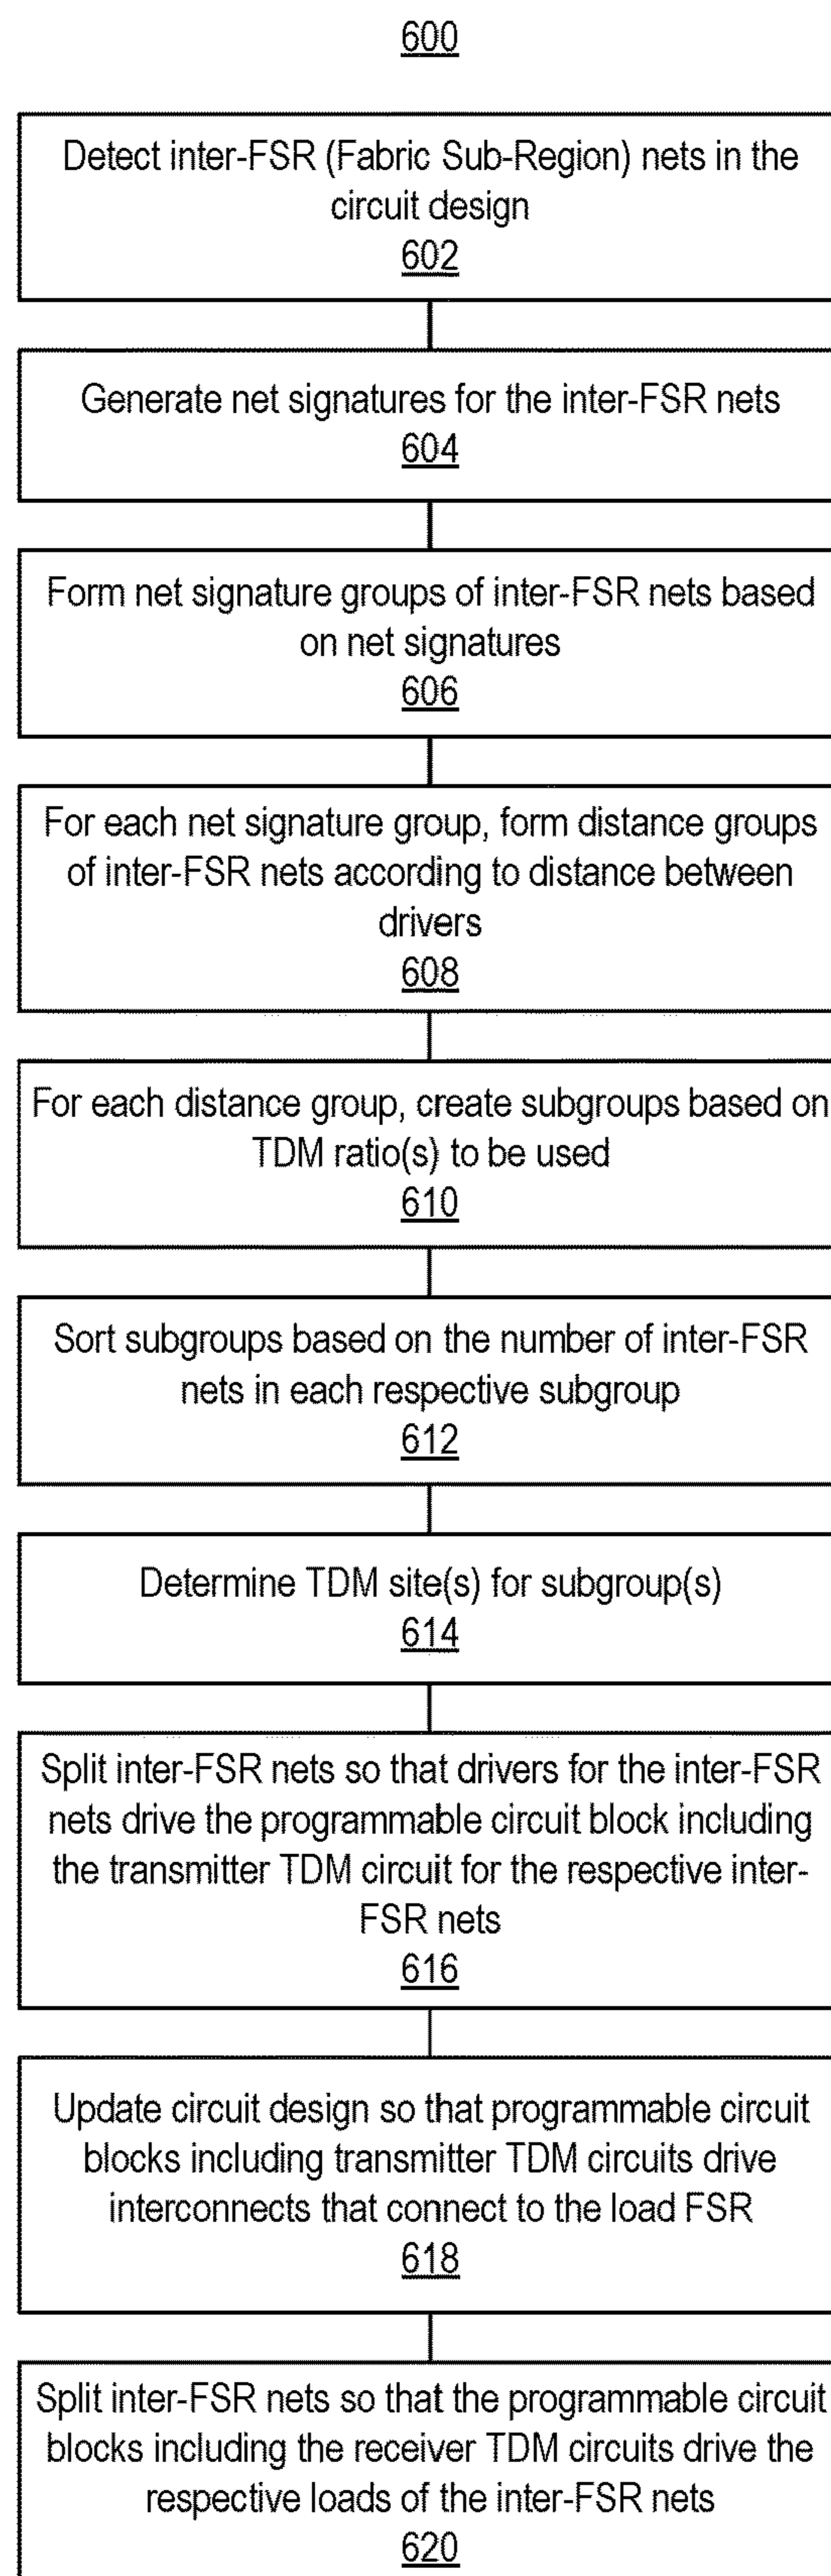 600
Detect inter-FSR (Fabric Sub-Region) nets in the
circuit design
602
Generate net signatures for the inter-FSR nets
604
Form net signature groups of inter-FSR nets based
on net signatures
606
For each net signature group, form distance groups
of inter-FSR nets according to distance between
drivers
608
For each distance group, create subgroups based on
TDM ratio(s) to be used
610
Sort subgroups based on the number of inter-FSR
nets in each respective subgroup
612
Determine TDM site(s) for subgroup(s)
614
Split inter-FSR nets so that drivers for the inter-FSR
nets drive the programmable circuit block including
the transmitter TDM circuit for the respective inter-
FSR nets
616
Update circuit design so that programmable circuit
blocks including transmitter TDM circuits drive
interconnects that connect to the load FSR
618
Split inter-FSR nets so that the programmable circuit
blocks including the receiver TDM circuits drive the
respective loads of the inter-FSR nets
620